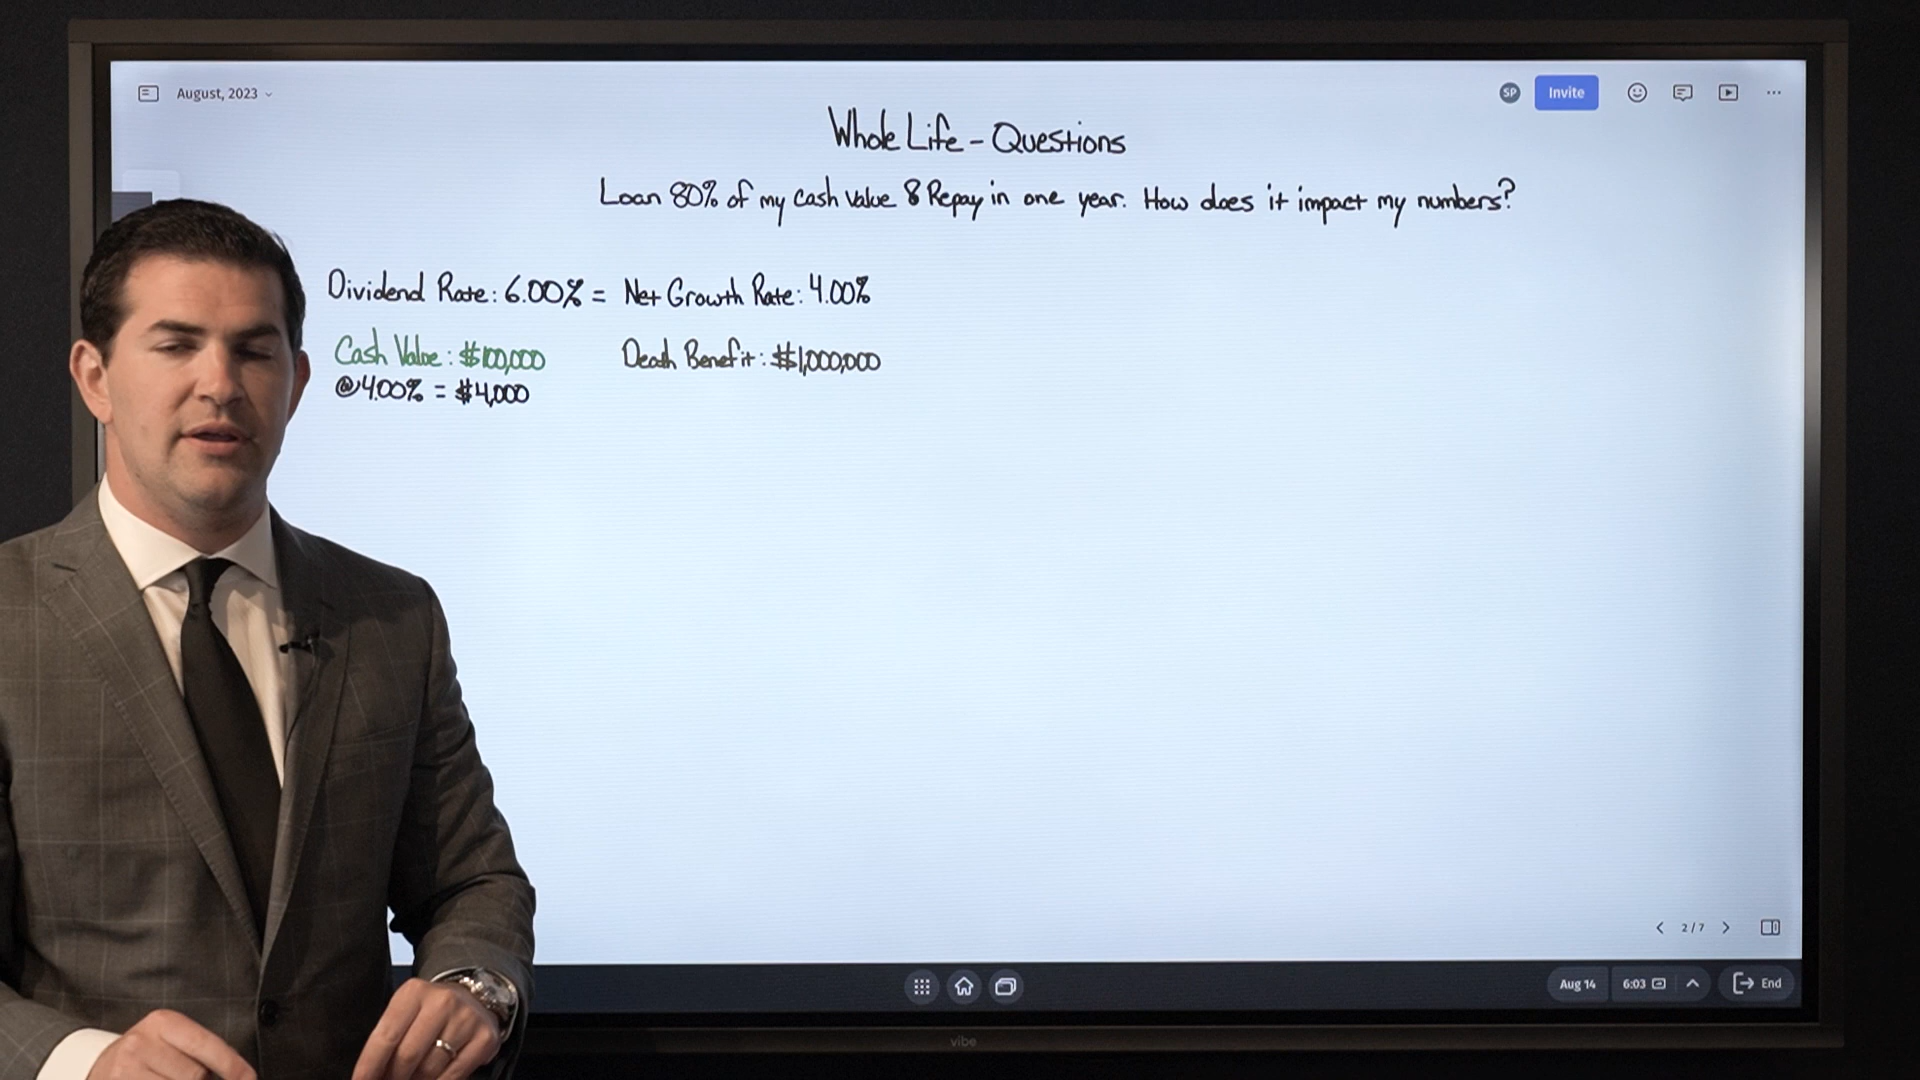 August, 2023
SP
Invite
Whole Life - Questions
Loan 80% of my cash value & Repay in one year. How does it impact my numbers?
Dividend Rate: 6.00% = Net Growth Rate: 4.00%
Cash Value: $100,000 Death Benefit: $1,000,000
@ 4.00% = $4,000
2/7
Aug 14
6:03
End
vibe